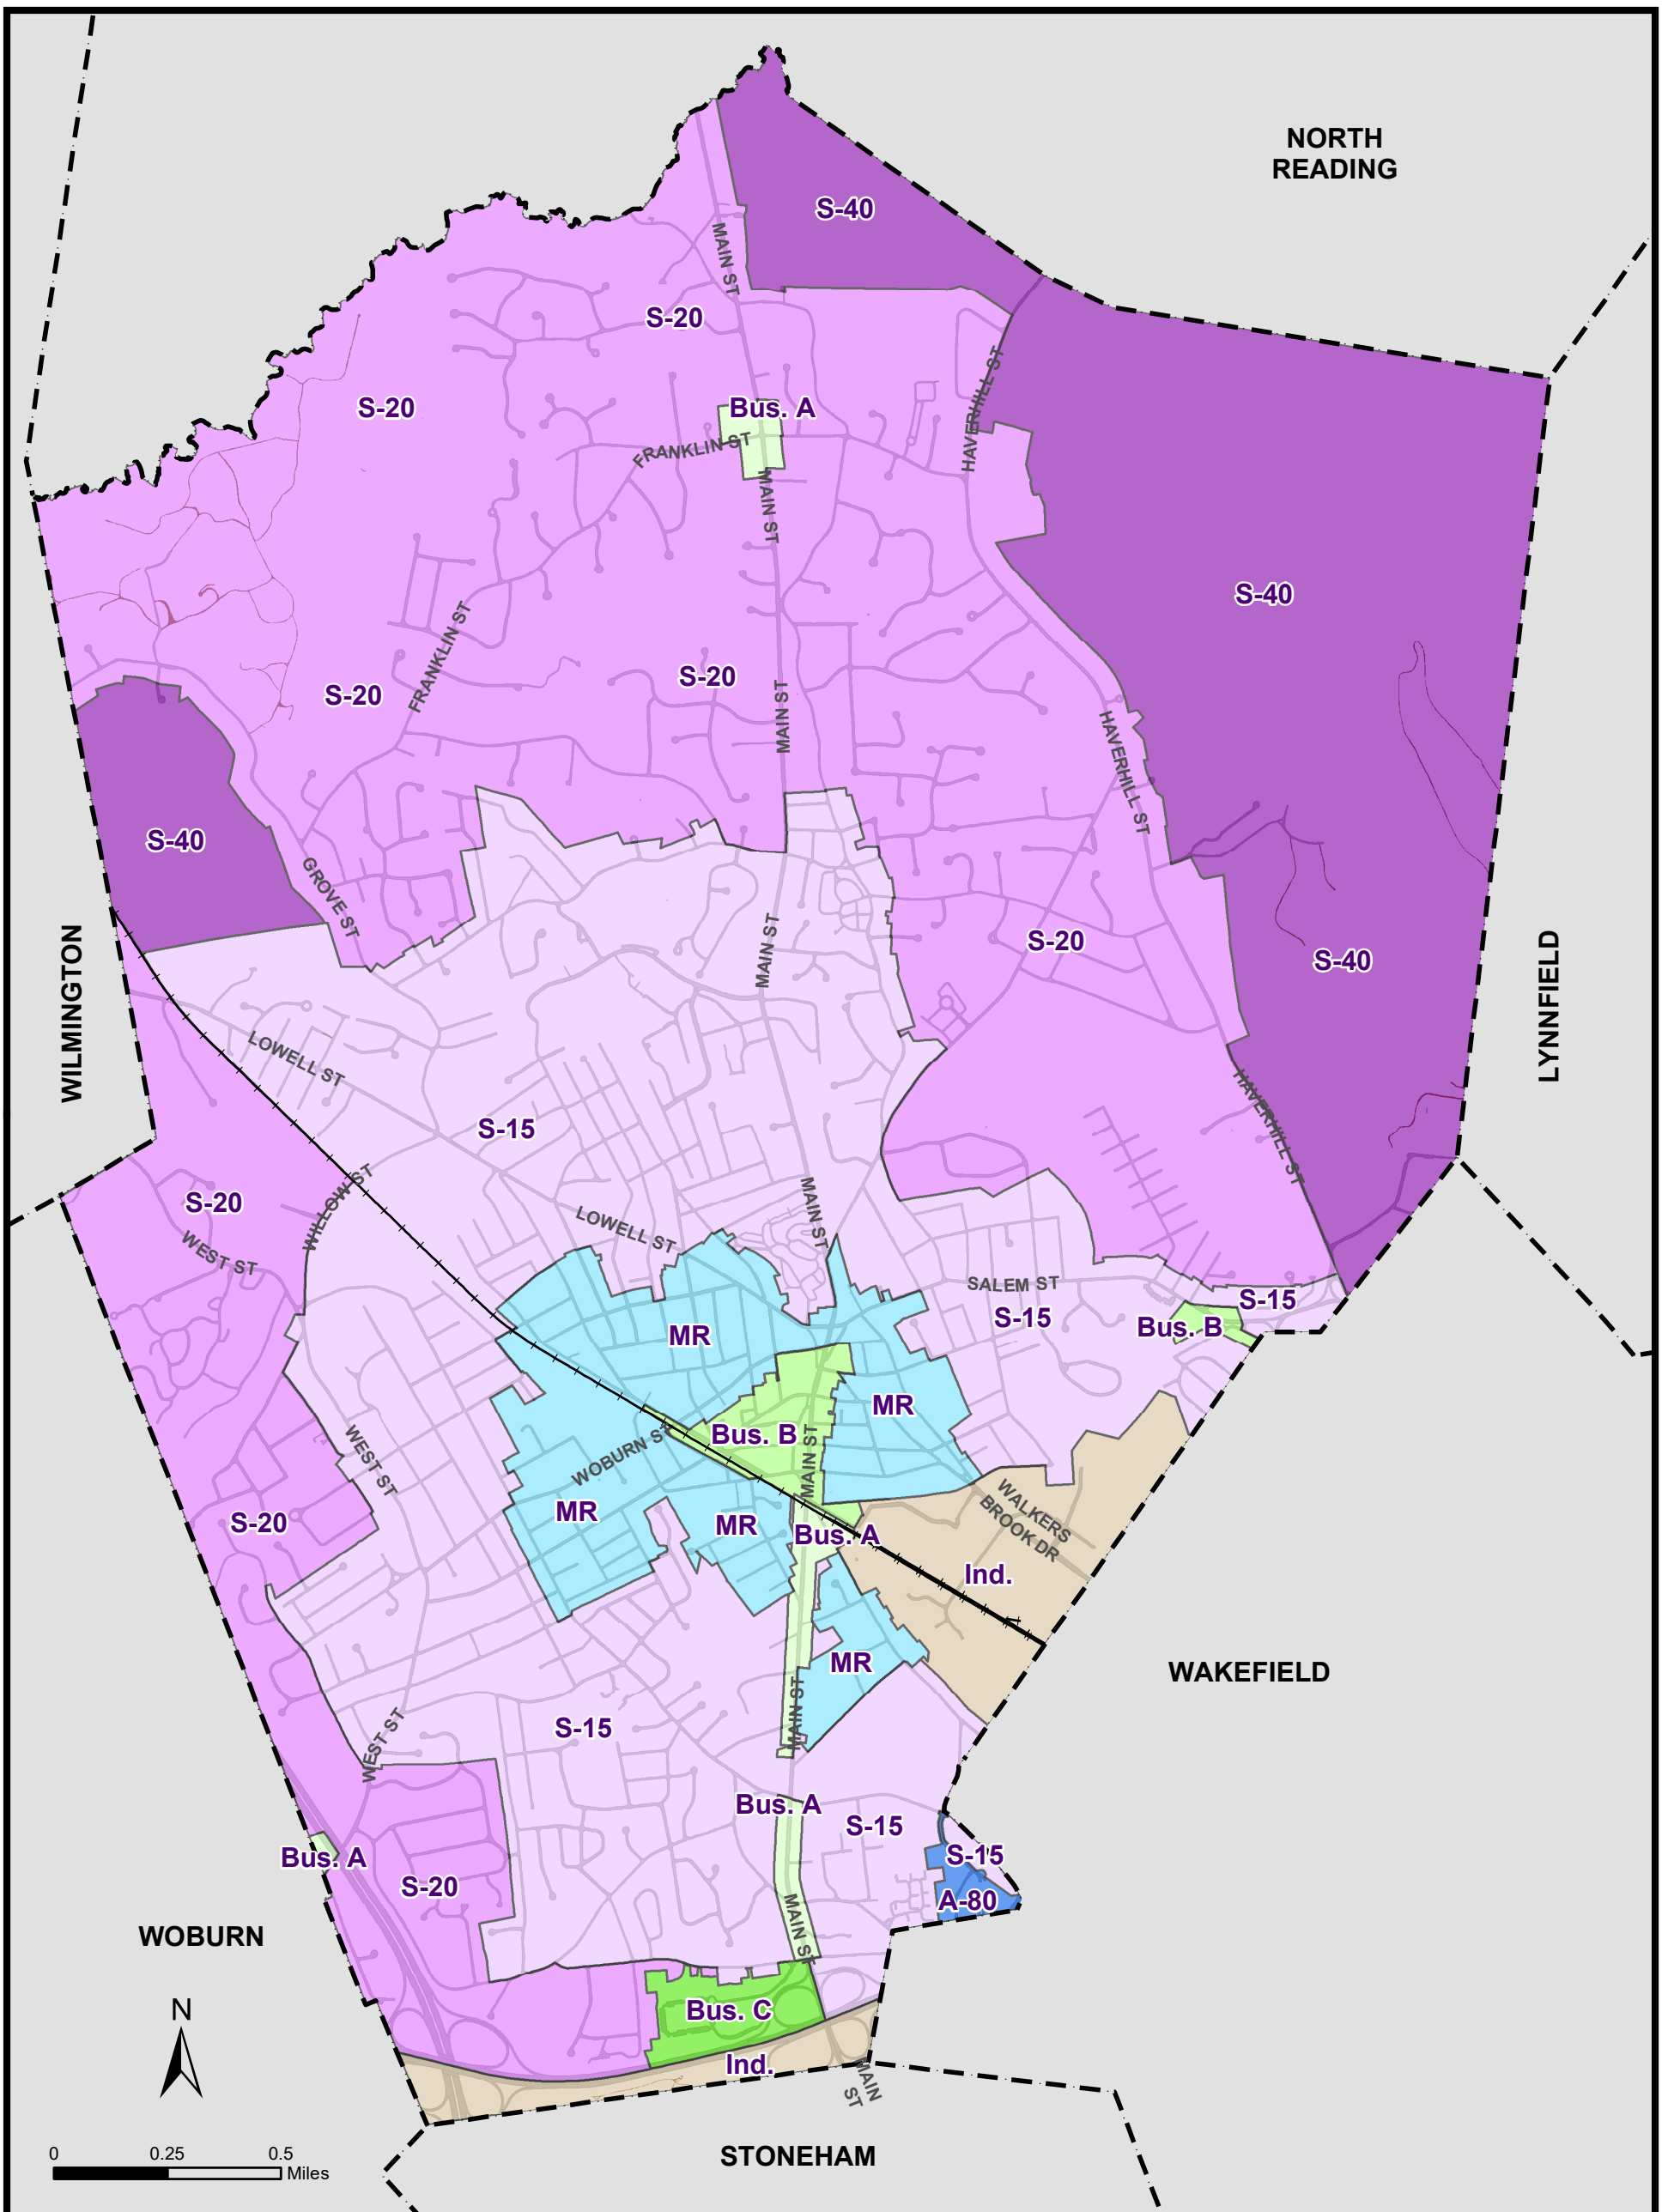 NORTH
READING
S-40
MAIN ST
S-20
HAVERHILL ST
S-20
Bus. A
FRANKLIN ST
MAIN ST
S-40
FRANKLIN ST
S-20
S-20
MAIN ST
HAVERHILL ST
S-40
GROVE ST
MAIN ST
S-20
S-40
WILMINGTON
LYNNFIELD
LOWELL ST
S-15
HAVERHILL ST
S-20
WILLOW ST
WEST ST
LOWELL ST
MAIN ST
SALEM ST
S-15
S-15
Bus. B
MR
MR
Bus. B
MAIN ST
WOBURN ST
WEST ST
MR
MR
S-20
Bus. A
WALKERS
BROOK DR
Ind.
MR
WAKEFIELD
MAIN ST
S-15
WEST ST
Bus. A
S-15
S-15
Bus. A
S-20
A-80
MAIN ST
WOBURN
Bus. C
N
Ind.
MAIN
ST
STONEHAM
0 0.25 0.5
Miles